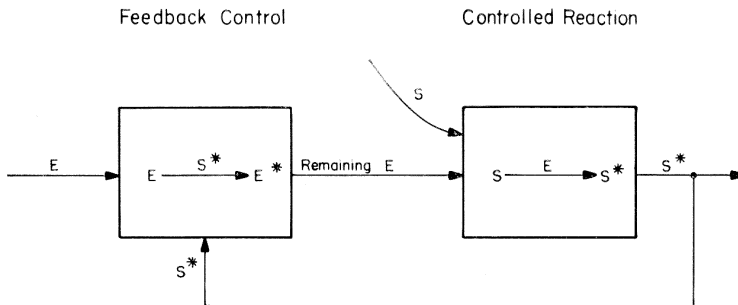 Feedback Control
Controlled Reaction
S
E
S*
E
E*
Remaining E
E
S
S*
S*
S*